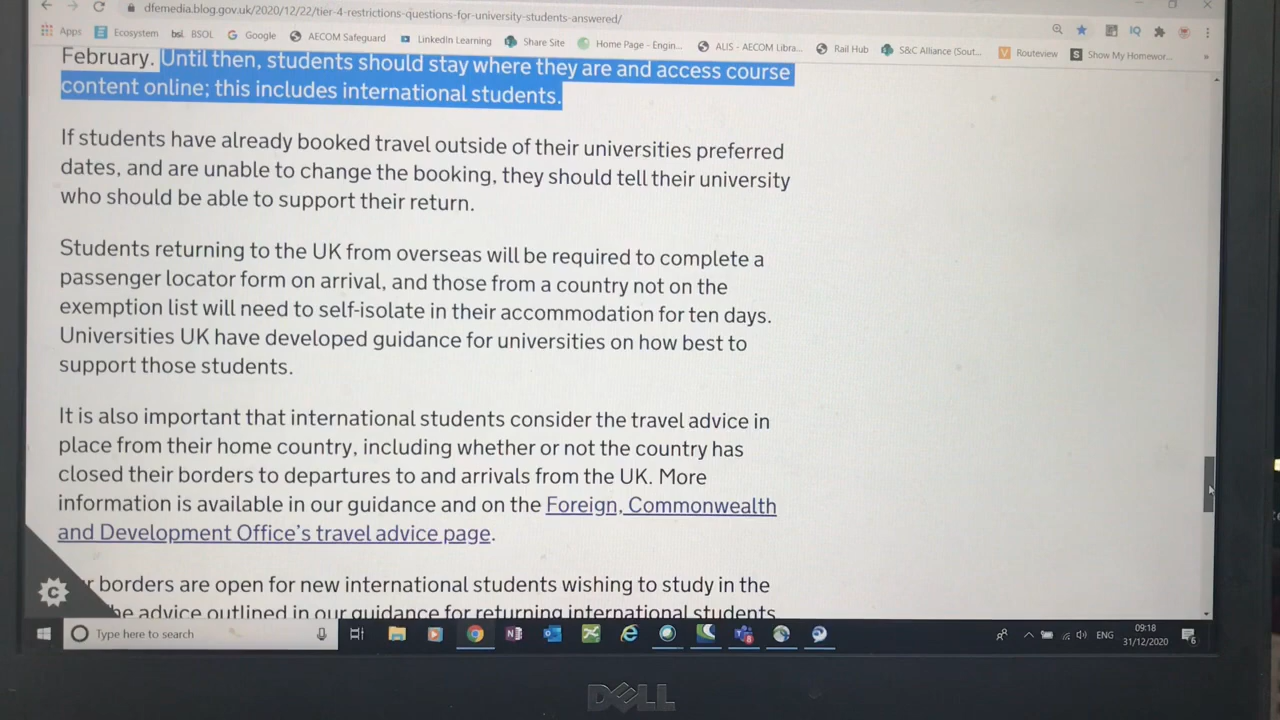 dfemedia.blog.gov.uk/2020/12/22/tier-4-restrictions-questions-for-university-students-answered/
Apps Ecosystem bsi. BSOL Google AECOM Safeguard LinkedIn Learning Share Site Home Page - Engin... ALIS - AECOM Libra... Rail Hub S&C Alliance (Sout... Routeview Show My Homewor... »
February. Until then, students should stay where they are and access course
content online; this includes international students.
If students have already booked travel outside of their universities preferred
dates, and are unable to change the booking, they should tell their university
who should be able to support their return.
Students returning to the UK from overseas will be required to complete a
passenger locator form on arrival, and those from a country not on the
exemption list will need to self-isolate in their accommodation for ten days.
Universities UK have developed guidance for universities on how best to
support those students.
It is also important that international students consider the travel advice in
place from their home country, including whether or not the country has
closed their borders to departures to and arrivals from the UK. More
information is available in our guidance and on the Foreign, Commonwealth
and Development Office's travel advice page.
borders are open for new international students wishing to study in the
advice outlined in our guidance for returning international students
Type here to search
ENG
09:18
31/12/2020
DELL